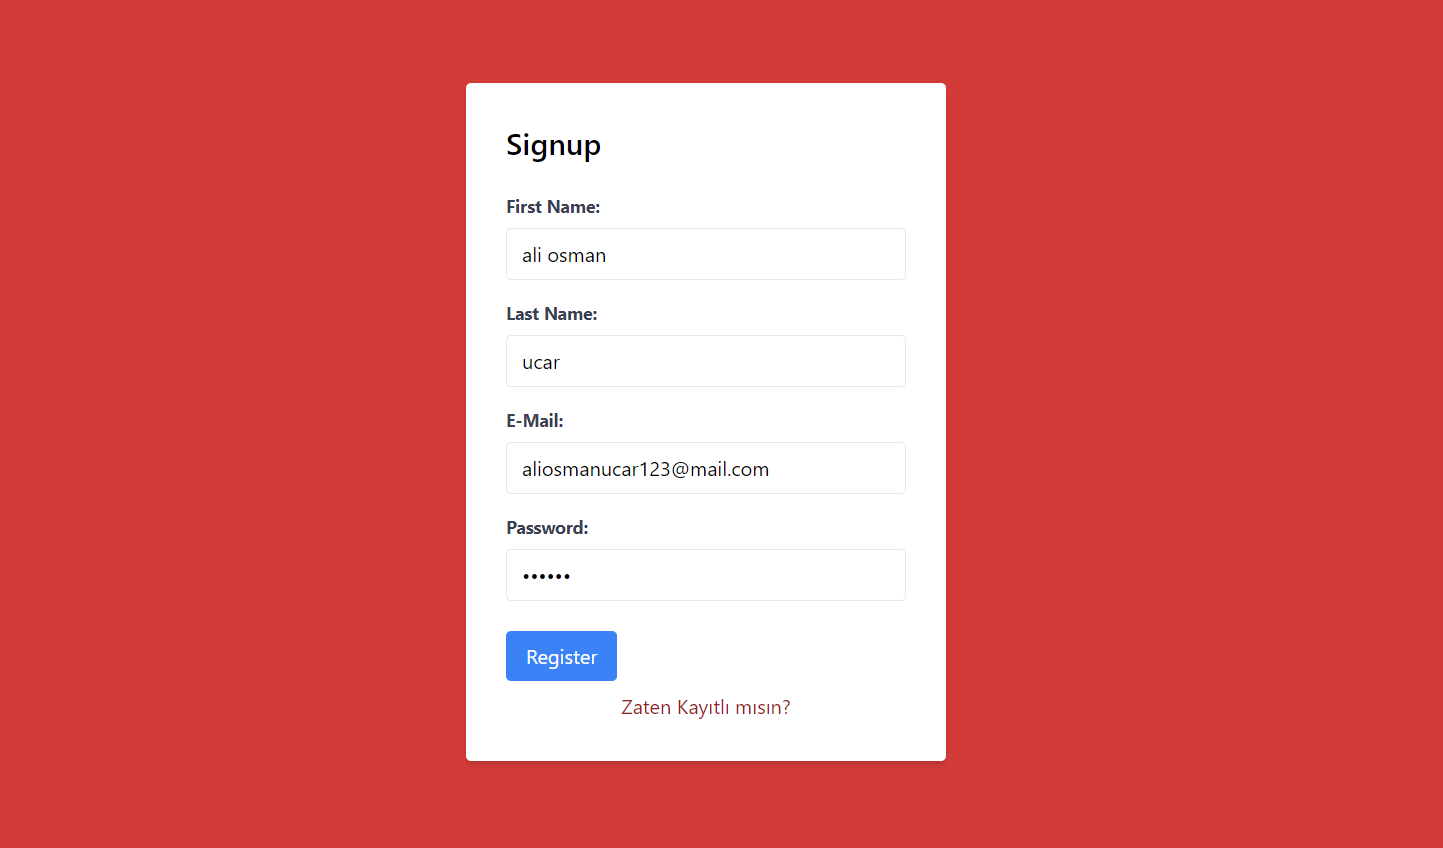 Signup
First Name:
ali osman
Last Name:
ucar
E-Mail:
aliosmanucar123@mail.com
Password:
••••••
Register
Zaten Kayıtlı mısın?